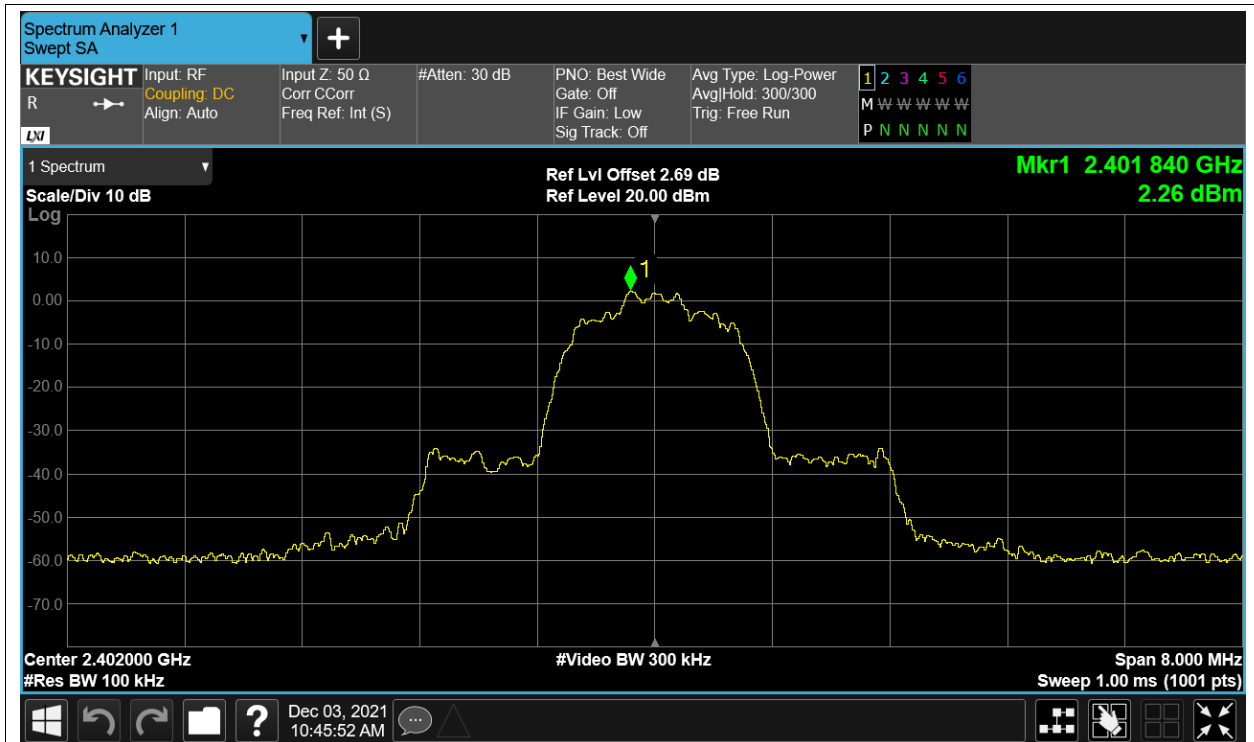 Spectrum Analyzer 1
Swept SA
KEYSIGHT
R
LXI
Input: RF
Coupling: DC
Align: Auto
Input Z: 50 Ω
Corr CCorr
Freq Ref: Int (S)
#Atten: 30 dB
PNO: Best Wide
Gate: Off
IF Gain: Low
Sig Track: Off
Avg Type: Log-Power
Avg|Hold: 300/300
Trig: Free Run
1 2 3 4 5 6
M W W W W W
P N N N N N
1 Spectrum
Scale/Div 10 dB
Log
Ref Lvl Offset 2.69 dB
Ref Level 20.00 dBm
Mkr1 2.401 840 GHz
2.26 dBm
1
10.0
0.00
-10.0
-20.0
-30.0
-40.0
-50.0
-60.0
-70.0
Center 2.402000 GHz
#Video BW 300 kHz
Span 8.000 MHz
#Res BW 100 kHz
Sweep 1.00 ms (1001 pts)
?
Dec 03, 2021
10:45:52 AM